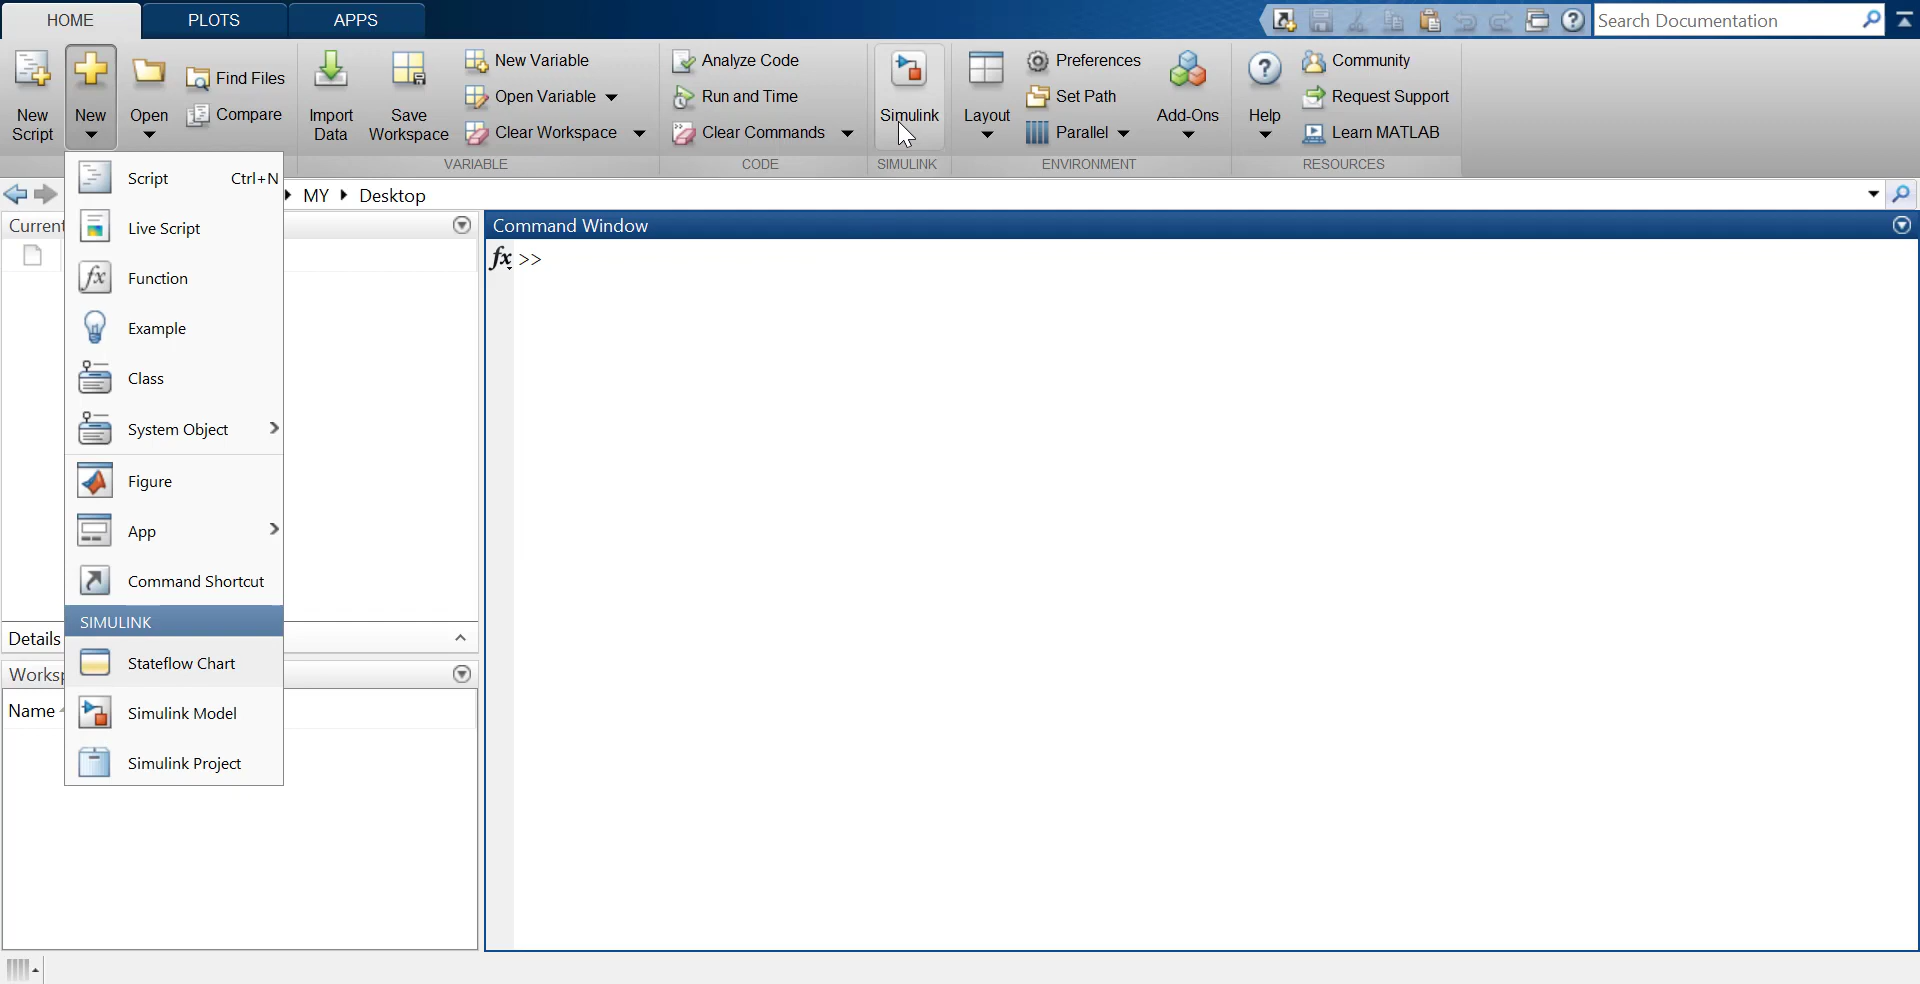 HOME PLOTS APPS
Search Documentation
New Script
New
Open
Find Files
Compare
Import Data
Save Workspace
New Variable
Open Variable
Clear Workspace
VARIABLE
Analyze Code
Run and Time
Clear Commands
CODE
Simulink
SIMULINK
Layout
Preferences
Set Path
Parallel
ENVIRONMENT
Add-Ons
Help
Community
Request Support
Learn MATLAB
RESOURCES
MY Desktop
Current
Script Ctrl+N
Live Script
Function
Example
Class
System Object
Figure
App
Command Shortcut
SIMULINK
Stateflow Chart
Simulink Model
Simulink Project
Details
Worksp
Name
Command Window
fx >>